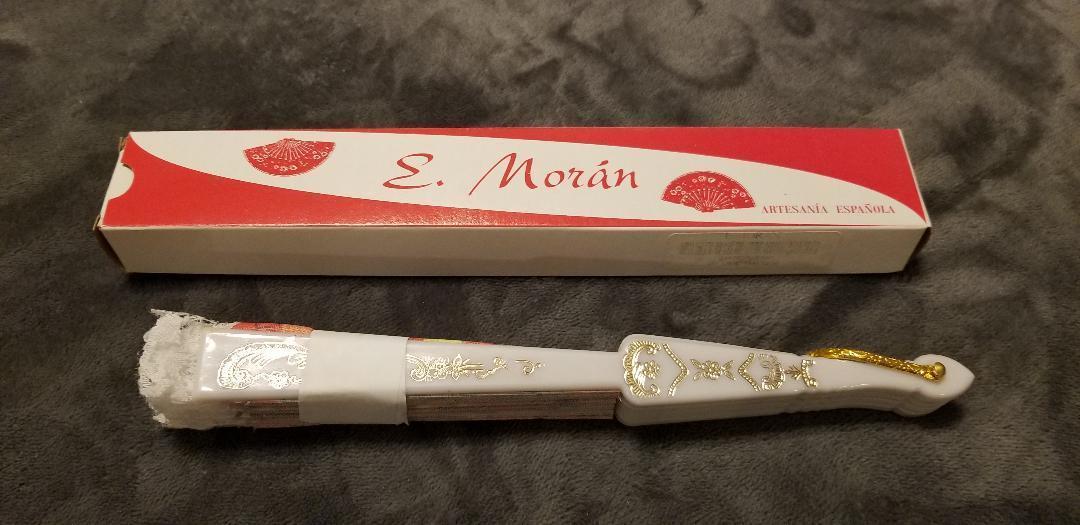 E. Morán
ARTESANÍA ESPAÑOLA